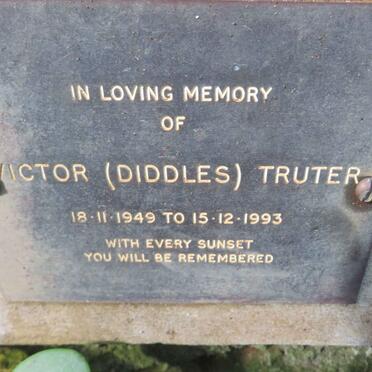 IN LOVING MEMORY
OF
VICTOR (DIDDLES) TRUTER
18·11·1949 TO 15·12·1993
WITH EVERY SUNSET
YOU WILL BE REMEMBERED